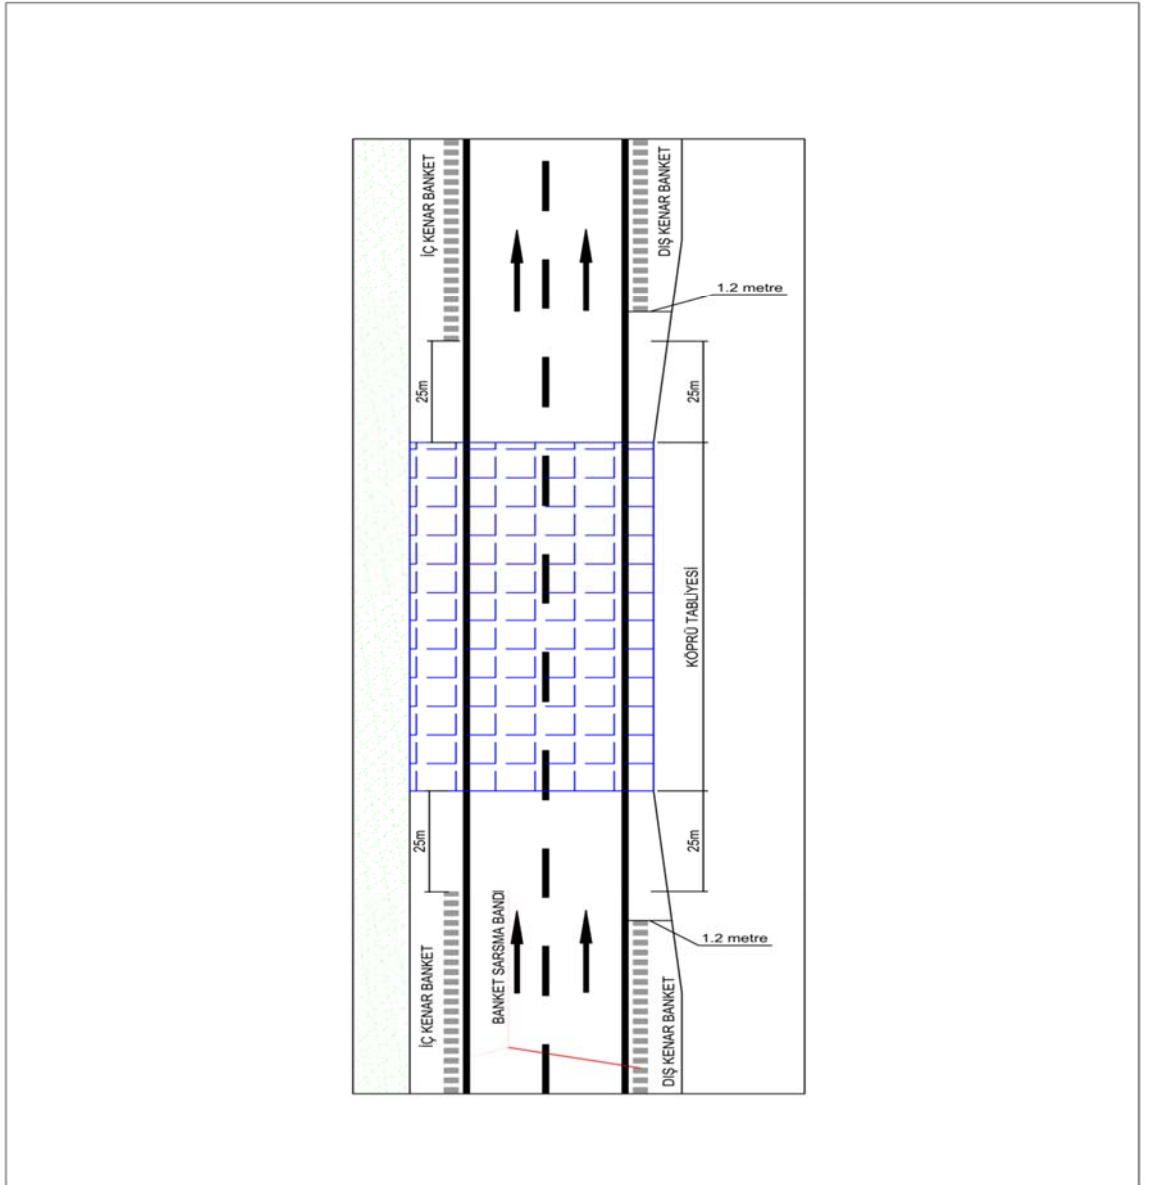 İÇ KENAR BANKET
DIŞ KENAR BANKET
1.2 metre
25m
25m
KÖPRÜ TABLİYESİ
25m
25m
BANKET SARSMA BANDI
1.2 metre
İÇ KENAR BANKET
DIŞ KENAR BANKET